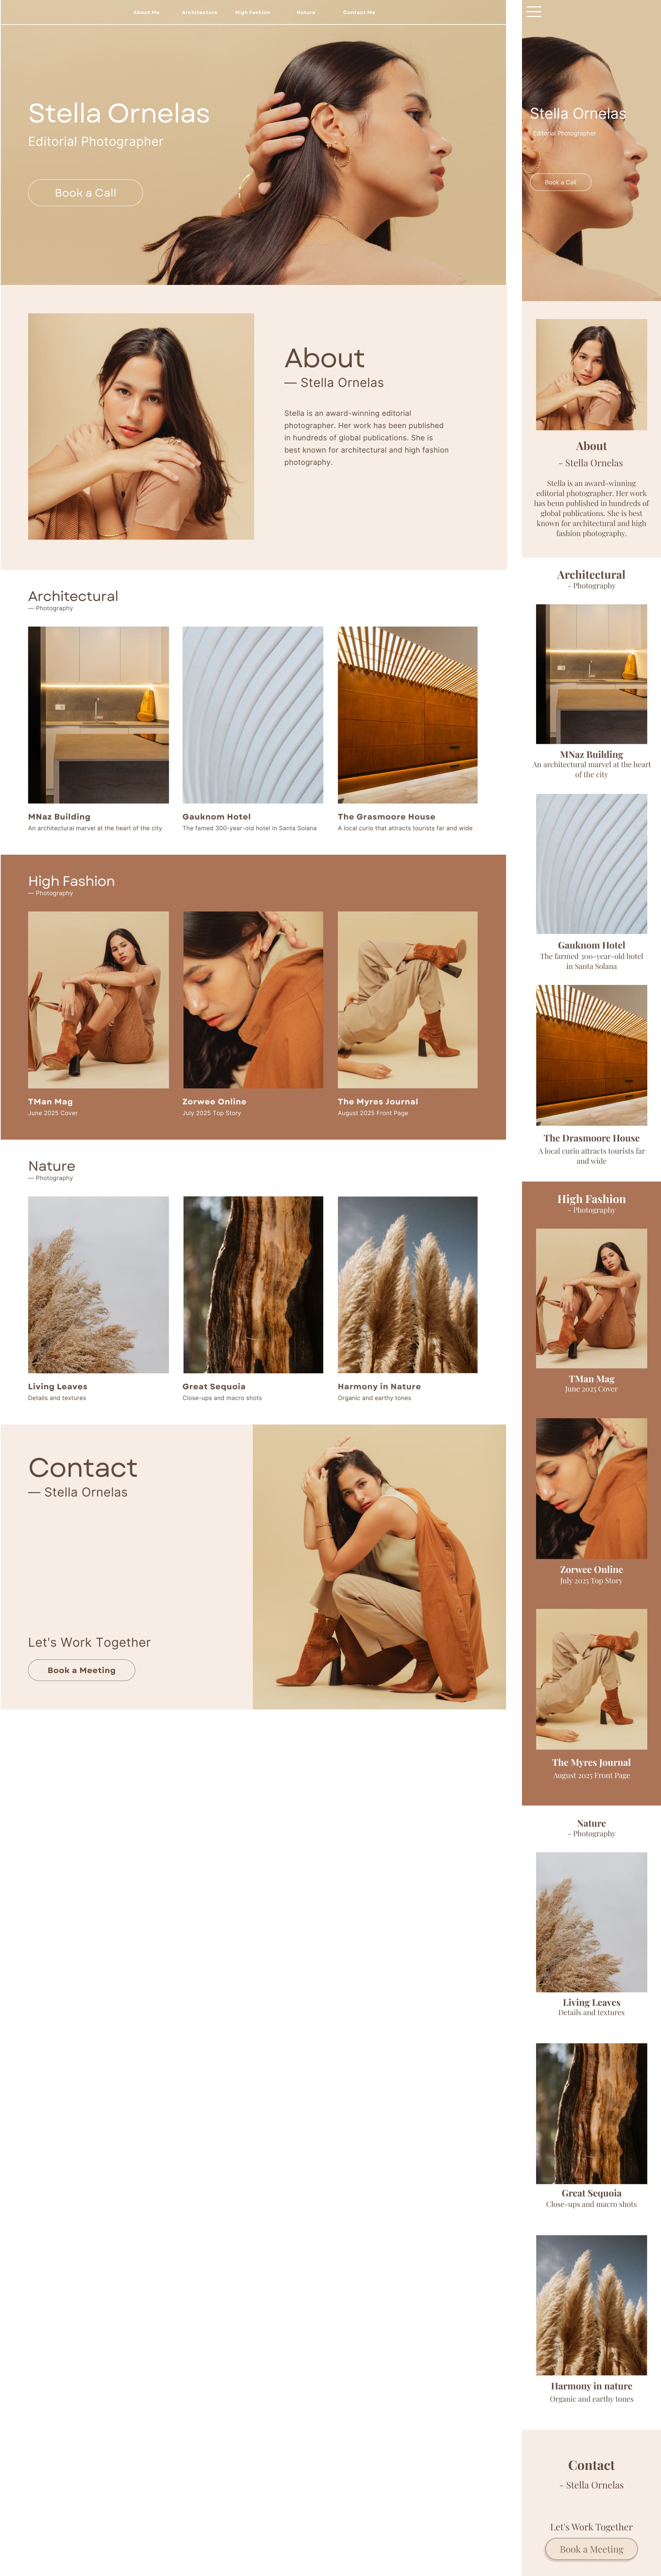 About Me Architecture High Fashion Nature Contact Me
Stella Ornelas
Editorial Photographer
Book a Call
About
— Stella Ornelas
Stella is an award-winning editorial
photographer. Her work has been published
in hundreds of global publications. She is
best known for architectural and high fashion
photography.
Architectural
— Photography
MNaz Building
An architectural marvel at the heart of the city
Gauknom Hotel
The famed 300-year-old hotel in Santa Solana
The Grasmoore House
A local curio that attracts tourists far and wide
High Fashion
— Photography
TMan Mag
June 2025 Cover
Zorwee Online
July 2025 Top Story
The Myres Journal
August 2025 Front Page
Nature
— Photography
Living Leaves
Details and textures
Great Sequoia
Close-ups and macro shots
Harmony in Nature
Organic and earthy tones
Contact
— Stella Ornelas
Let's Work Together
Book a Meeting
Stella Ornelas
Editorial Photographer
Book a Call
About
- Stella Ornelas
Stella is an award-winning
editorial photographer. Her work
has benn published in hundreds of
global publications. She is best
known for architectural and high
fashion photography.
Architectural
- Photography
MNaz Building
An architectural marvel at the heart
of the city
Gauknom Hotel
The farmed 300-year-old hotel
in Santa Solana
The Drasmoore House
A local curio attracts tourists far
and wide
High Fashion
- Photography
TMan Mag
June 2025 Cover
Zorwee Online
July 2025 Top Story
The Myres Journal
August 2025 Front Page
Nature
- Photography
Living Leaves
Details and textures
Great Sequoia
Close-ups and macro shots
Harmony in nature
Organic and earthy tones
Contact
- Stella Ornelas
Let's Work Together
Book a Meeting